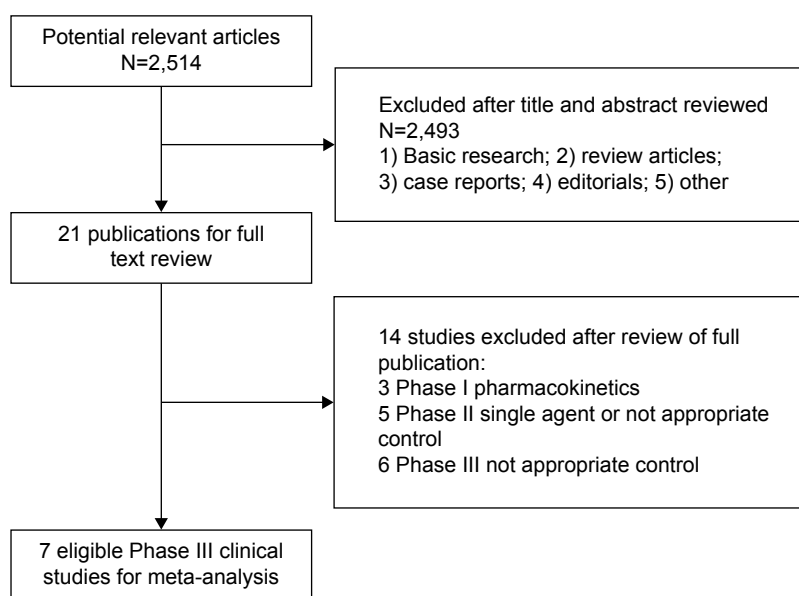 Potential relevant articles
N=2,514
Excluded after title and abstract reviewed
N=2,493
1) Basic research; 2) review articles;
3) case reports; 4) editorials; 5) other
21 publications for full
text review
14 studies excluded after review of full
publication:
3 Phase I pharmacokinetics
5 Phase II single agent or not appropriate
control
6 Phase III not appropriate control
7 eligible Phase III clinical
studies for meta-analysis